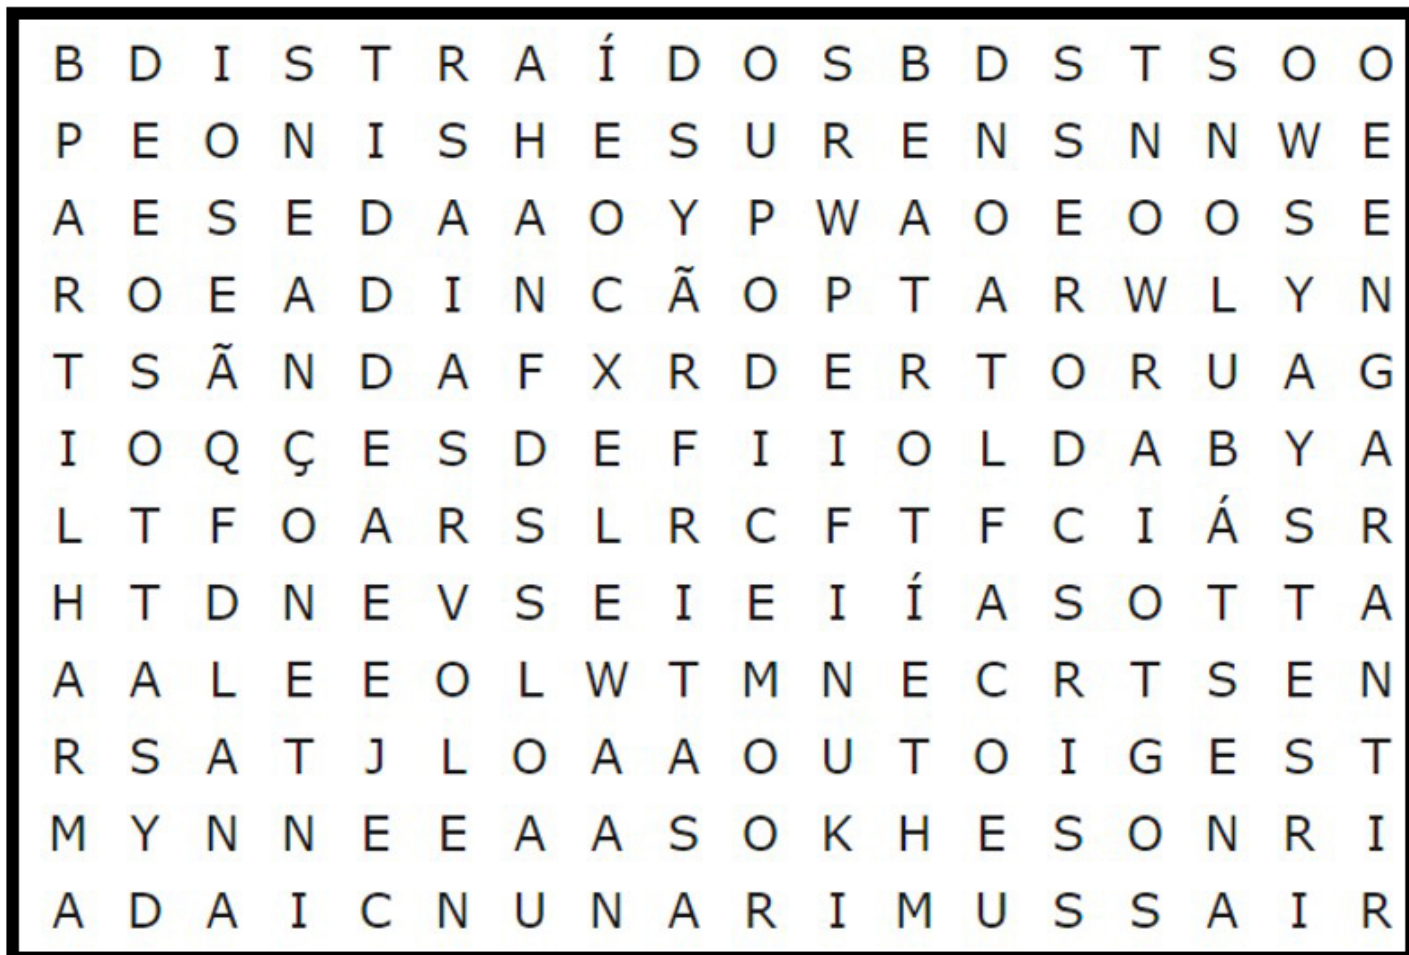 B D I S T R A Í D O S B D S T S O O
P E O N I S H E S U R E N S N N W E
A E S E D A A O Y P W A O E O O S E
R O E A D I N C Ã O P T A R W L Y N
T S Ã N D A F X R D E R T O R U A G
I O Q Ç E S D E F I I O L D A B Y A
L T F O A R S L R C F T F C I Á S R
H T D N E V S E I E I Í A S O T T A
A A L E E O L W T M N E C R T S E N
R S A T J L O A A O U T O I G E S T
M Y N N E E A A S O K H E S O N R I
A D A I C N U N A R I M U S S A I R